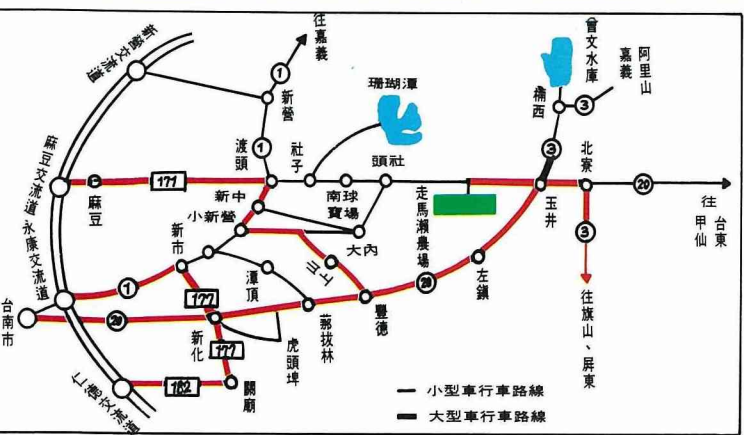 新營交流道
往嘉義
1
新營
渡頭
1
社子
珊瑚潭
頭社
曾文水庫
楠西
3
嘉義
阿里山
3
北寮
20
往
台東
甲仙
麻豆交流道
麻豆
171
新中
小新營
南球
寶場
大內
走馬瀨農場
玉井
3
往旗山、屏東
永康交流道
新市
1
潭頂
左鎮
20
台南市
20
177
新化
177
虎頭埤
那拔林
豐德
仁德交流道
182
關廟
小型車行車路線
大型車行車路線